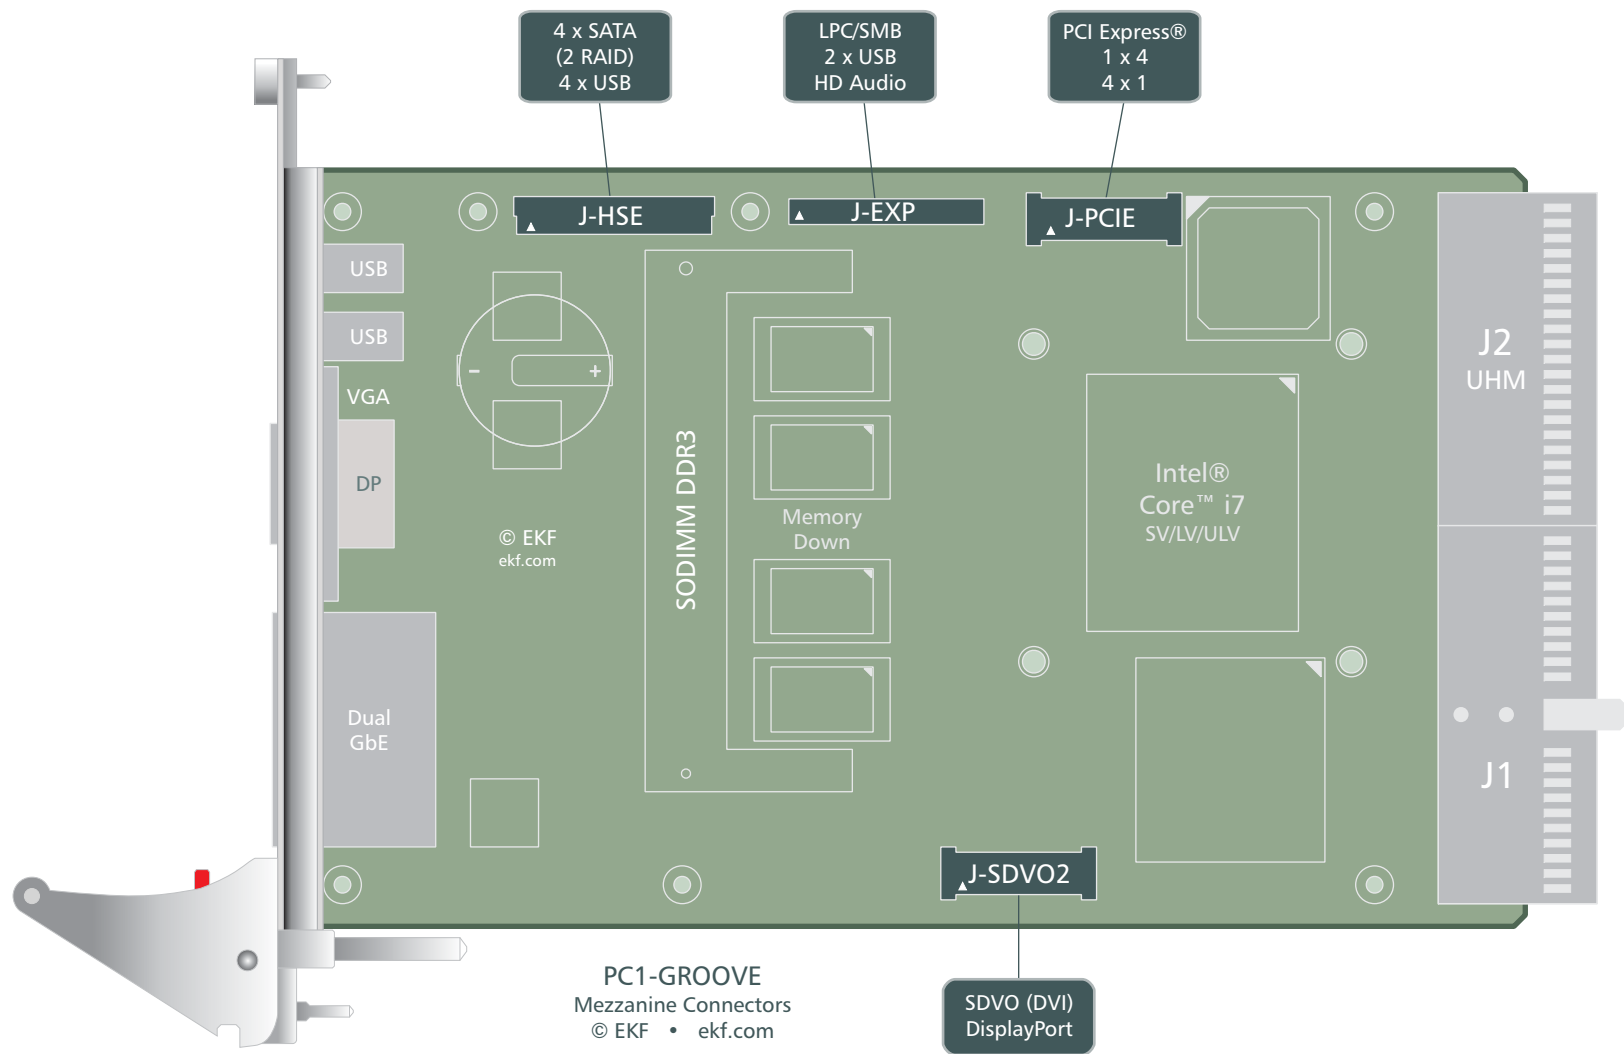 4 x SATA
(2 RAID)
4 x USB
LPC/SMB
2 x USB
HD Audio
PCI Express®
1 x 4
4 x 1
J-HSE
J-EXP
J-PCIE
USB
USB
VGA
DP
− +
© EKF
ekf.com
SODIMM DDR3
Memory
Down
Intel®
Core™ i7
SV/LV/ULV
J2
UHM
Dual
GbE
J1
J-SDVO2
PC1-GROOVE
Mezzanine Connectors
© EKF • ekf.com
SDVO (DVI)
DisplayPort